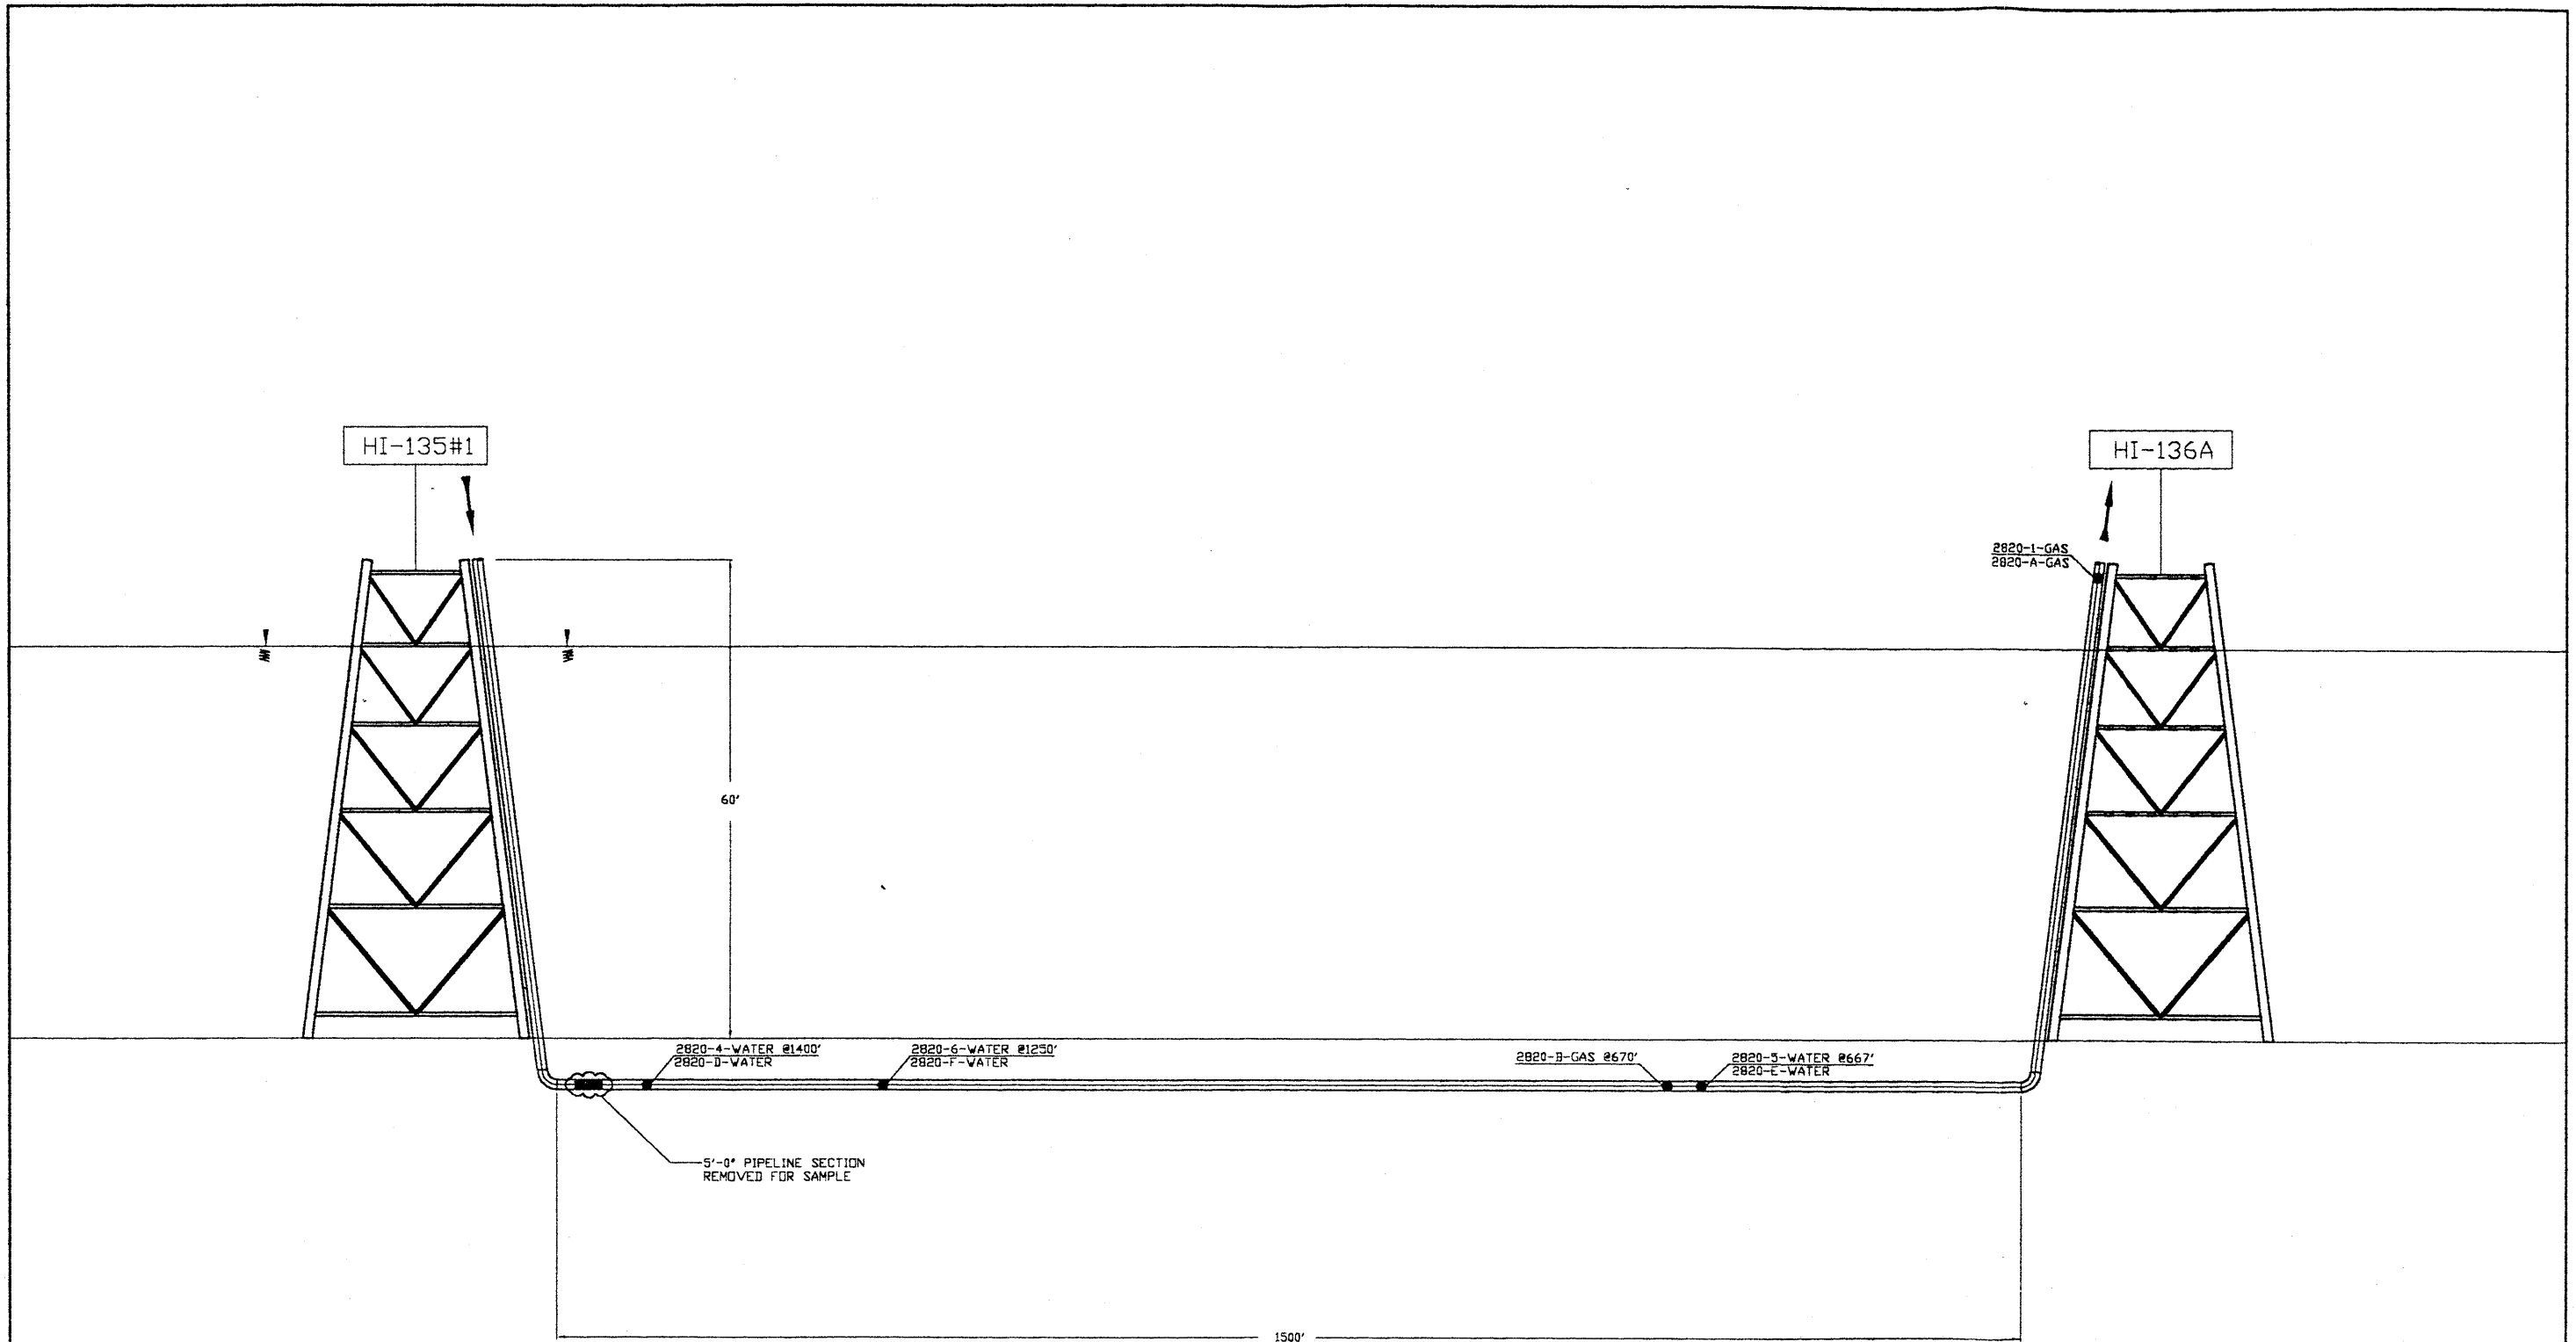 HI-135#1
HI-136A
2820-1-GAS
2820-A-GAS
60'
2820-4-WATER @1400'
2820-D-WATER
2820-6-WATER @1250'
2820-F-WATER
2820-B-GAS @670'
2820-5-WATER @667'
2820-E-WATER
5'-0" PIPELINE SECTION
REMOVED FOR SAMPLE
1500'